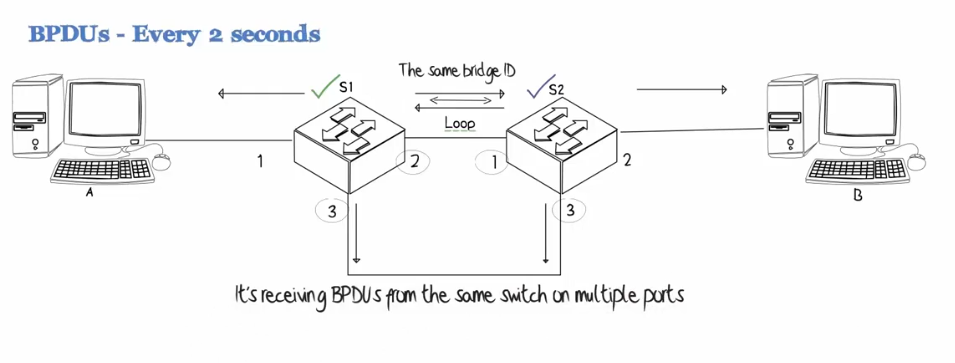 BPDUs - Every 2 seconds
The same bridge ID
S1
S2
Loop
1
2
1
2
A
B
3
3
It's receiving BPDUs from the same switch on multiple ports